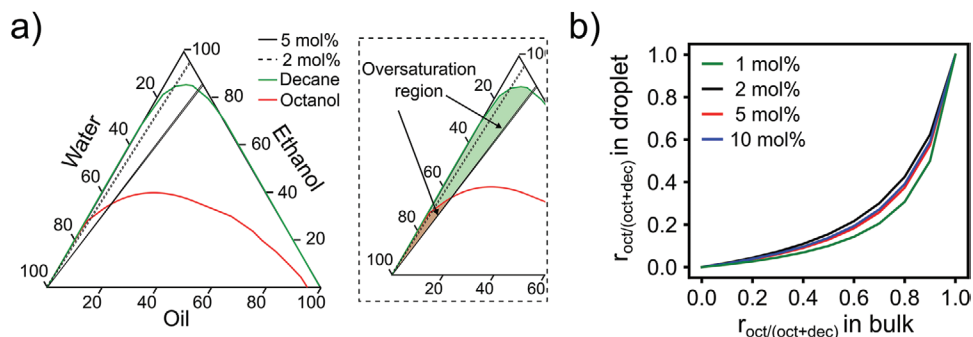 a)
5 mol%
2 mol%
Decane
Octanol
100
80
60
40
20
Ethanol
Water
20
40
60
80
100
20
40
60
80
100
Oil
Oversaturation
region
10
40
60
80
100
20
40
60
b)
1 mol%
2 mol%
5 mol%
10 mol%
r oct/(oct+dec) in droplet
1.0
0.8
0.6
0.4
0.2
0.0
0.0
0.2
0.4
0.6
0.8
1.0
r oct/(oct+dec) in bulk